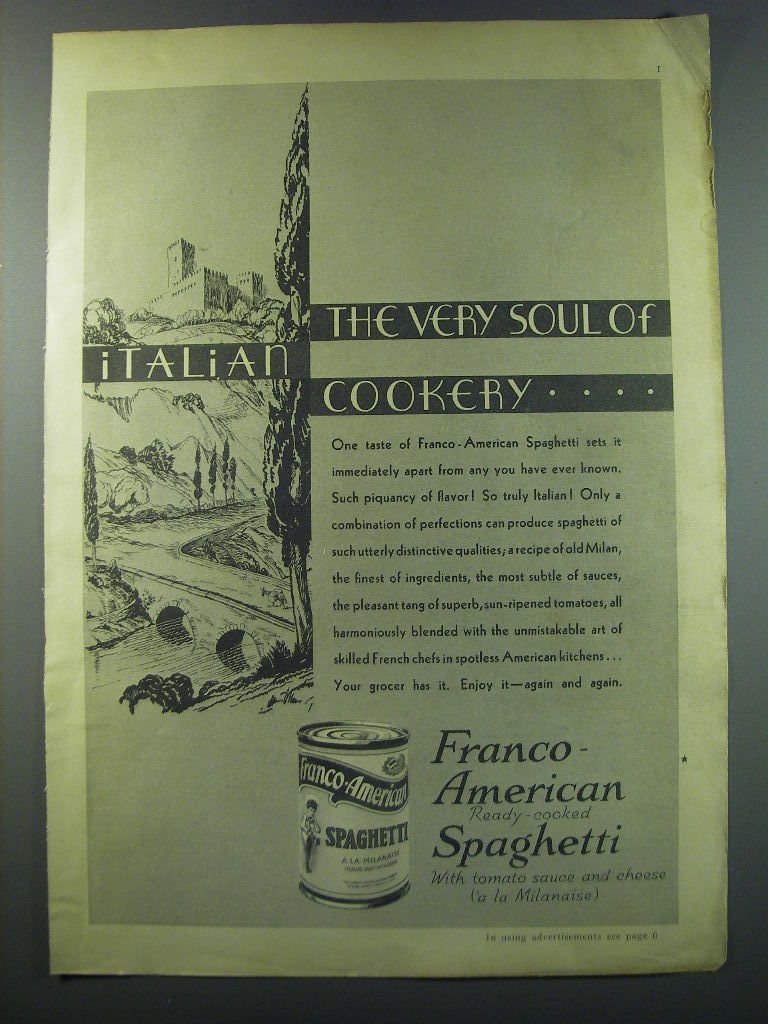 I
THE VERY SOUL OF
iTALiAN
COOKERY . . . .
One taste of Franco-American Spaghetti sets it
immediately apart from any you have ever known.
Such piquancy of flavor! So truly Italian! Only a
combination of perfections can produce spaghetti of
such utterly distinctive qualities; a recipe of old Milan,
the finest of ingredients, the most subtle of sauces,
the pleasant tang of superb, sun-ripened tomatoes, all
harmoniously blended with the unmistakable art of
skilled French chefs in spotless American kitchens...
Your grocer has it. Enjoy it—again and again.
Franco-American
SPAGHETTI
A LA MILANAISE
Franco-
American
Ready-cooked
Spaghetti
With tomato sauce and cheese
('a la Milanaise)
In using advertisements see page 6